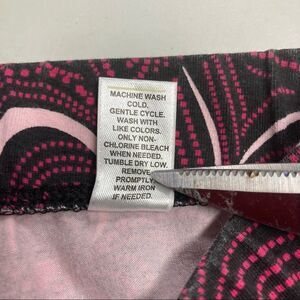 MACHINE WASH
COLD.
GENTLE CYCLE.
WASH WITH
LIKE COLORS.
ONLY NON-
CHLORINE BLEACH
WHEN NEEDED.
TUMBLE DRY LOW.
REMOVE
PROMPTLY.
WARM IRON
IF NEEDED.